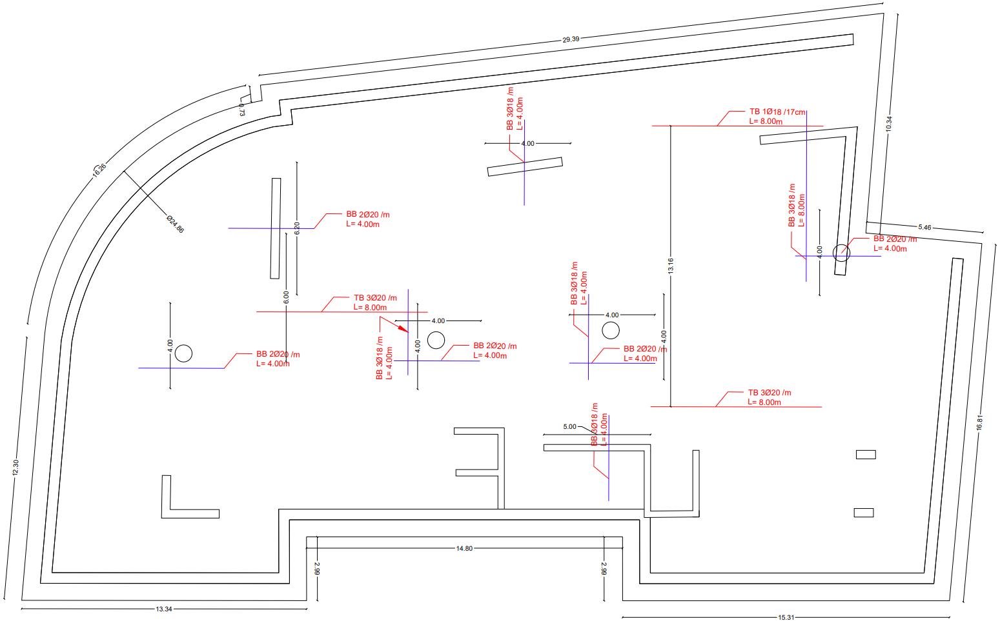 29.39
0.73
BB 3Ø18 /m
L= 4.00m
TB 1Ø18 /17cm
L= 8.00m
10.34
4.00
16.26
Ø24.86
BB 2Ø20 /m
L= 4.00m
6.20
BB 3Ø18 /m
L= 8.00m
5.46
BB 2Ø20 /m
L= 4.00m
4.00
13.16
6.00
TB 3Ø20 /m
L= 8.00m
BB 3Ø18 /m
L= 4.00m
4.00
4.00
4.00
BB 2Ø20 /m
L= 4.00m
4.00
BB 3Ø18 /m
L= 4.00m
BB 2Ø20 /m
L= 4.00m
4.00
BB 2Ø20 /m
L= 4.00m
TB 3Ø20 /m
L= 8.00m
BB 3Ø18 /m
L= 4.00m
5.00
16.81
12.30
14.80
2.99
2.99
13.34
15.31